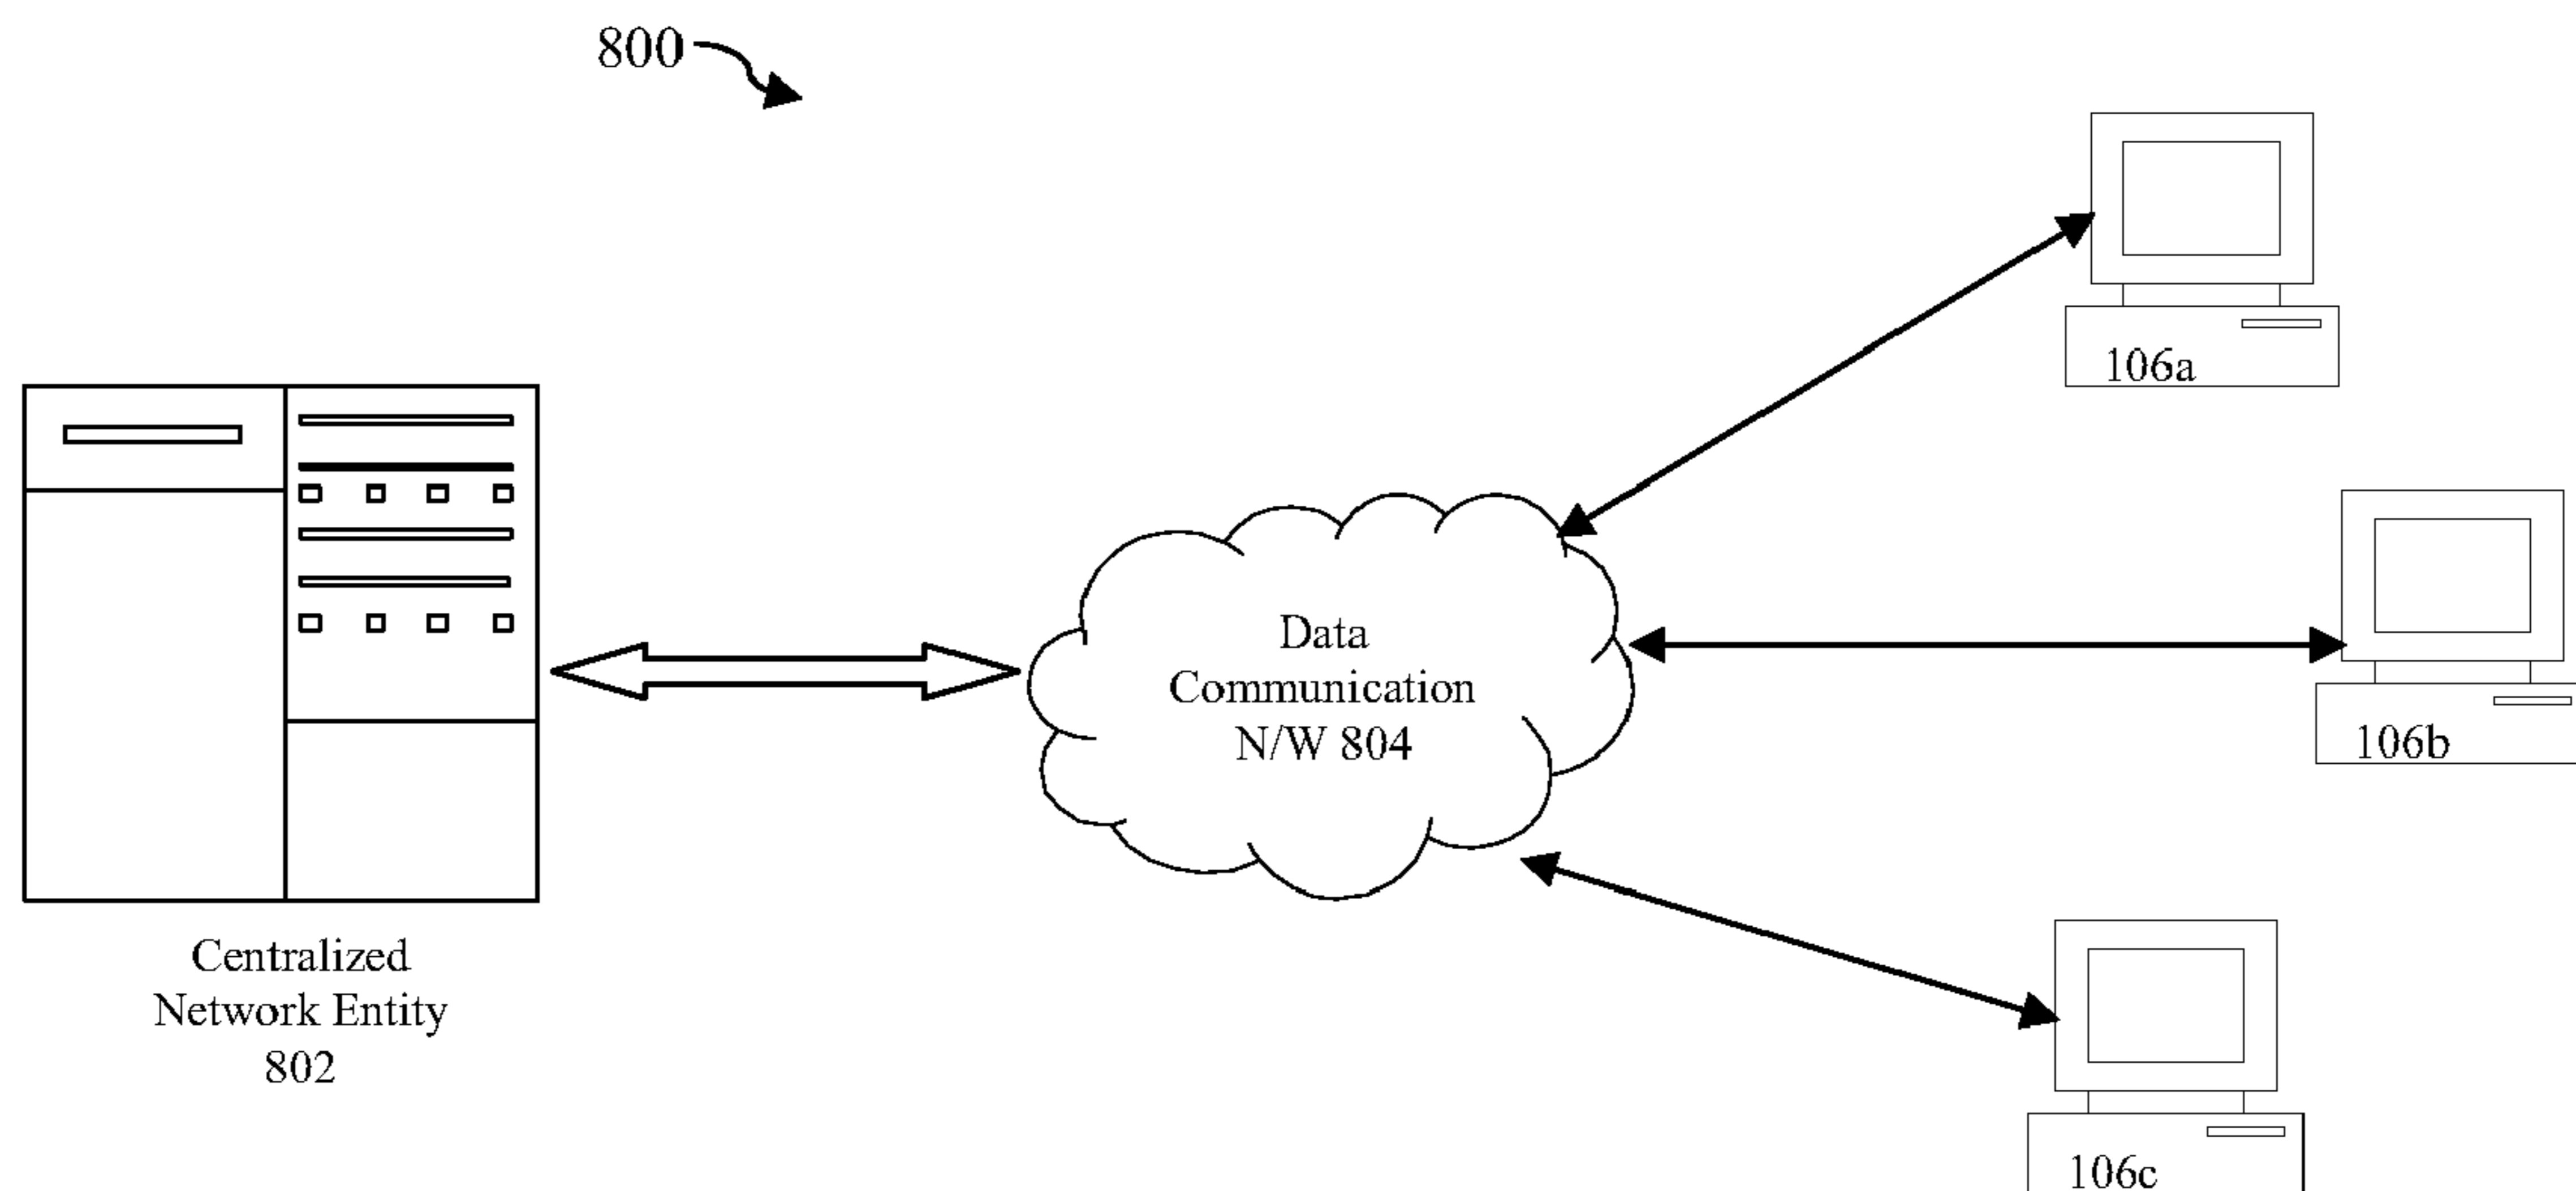 800
106a
Data
Communication
N/W 804
106b
Centralized
Network Entity
802
106c